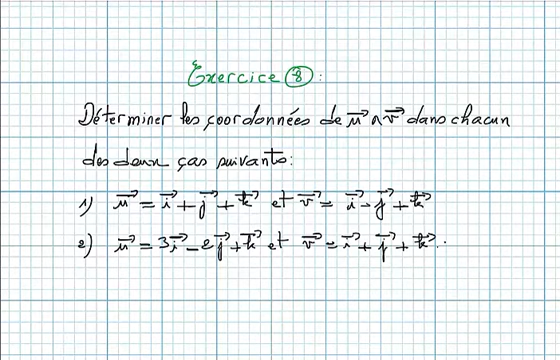 Exercice 8 :
Déterminer les coordonnées de u⃗ ∧ v⃗ dans chacun
des deux cas suivants :
1) u⃗ = i⃗ + j⃗ + k⃗ et v⃗ = i⃗ - j⃗ + k⃗
2) u⃗ = 3i⃗ - 2j⃗ + k⃗ et v⃗ = i⃗ + j⃗ + k⃗.